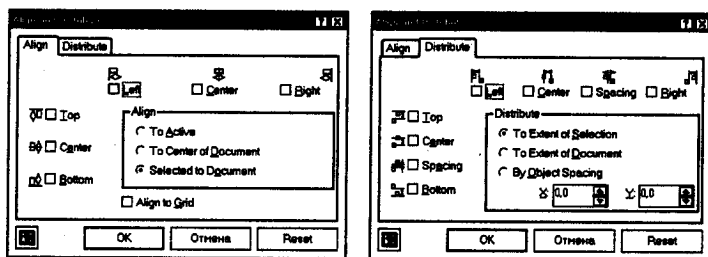 Align Distribute
Left Center Right
Top
Center
Bottom
Align
To Active
To Center of Document
Selected to Document
Align to Grid
OK Отмена Reset
Align Distribute
Left Center Spacing Right
Top
Center
Spacing
Bottom
Distribute
To Extent of Selection
To Extent of Document
By Object Spacing
X: 0,0 Y: 0,0
OK Отмена Reset